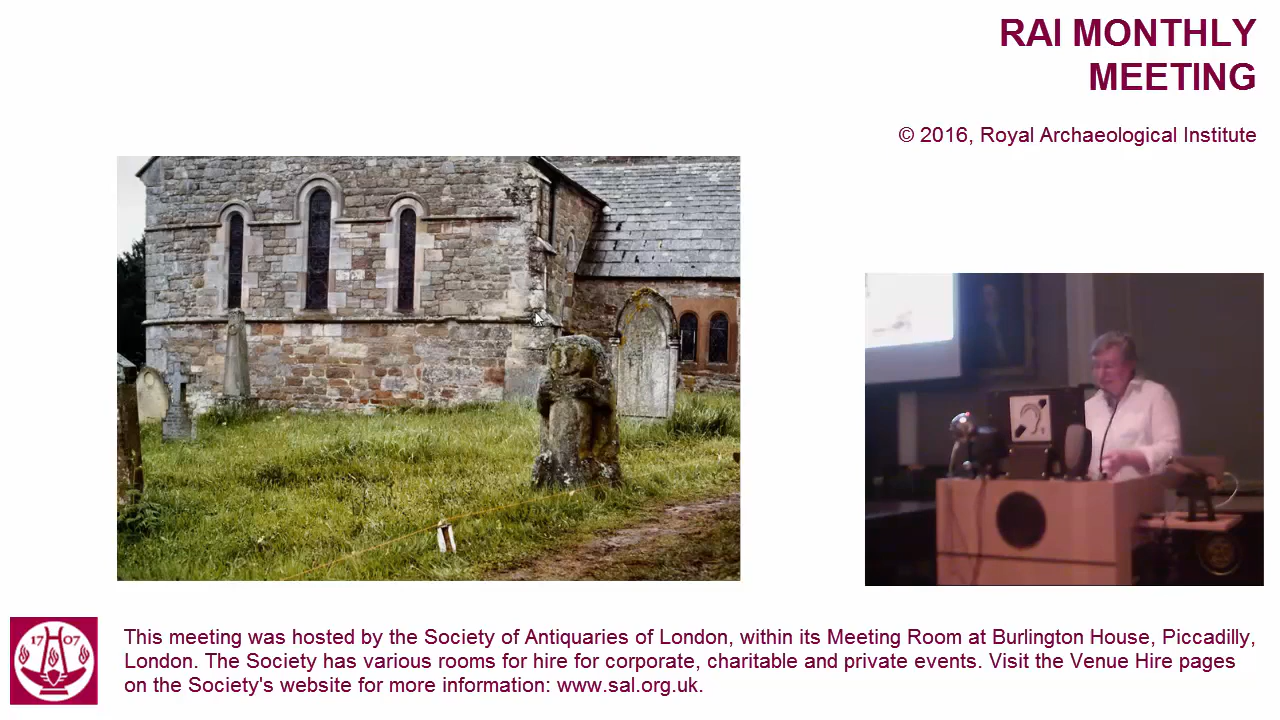 RAI MONTHLY
MEETING
© 2016, Royal Archaeological Institute
17 07
This meeting was hosted by the Society of Antiquaries of London, within its Meeting Room at Burlington House, Piccadilly,
London. The Society has various rooms for hire for corporate, charitable and private events. Visit the Venue Hire pages
on the Society's website for more information: www.sal.org.uk.